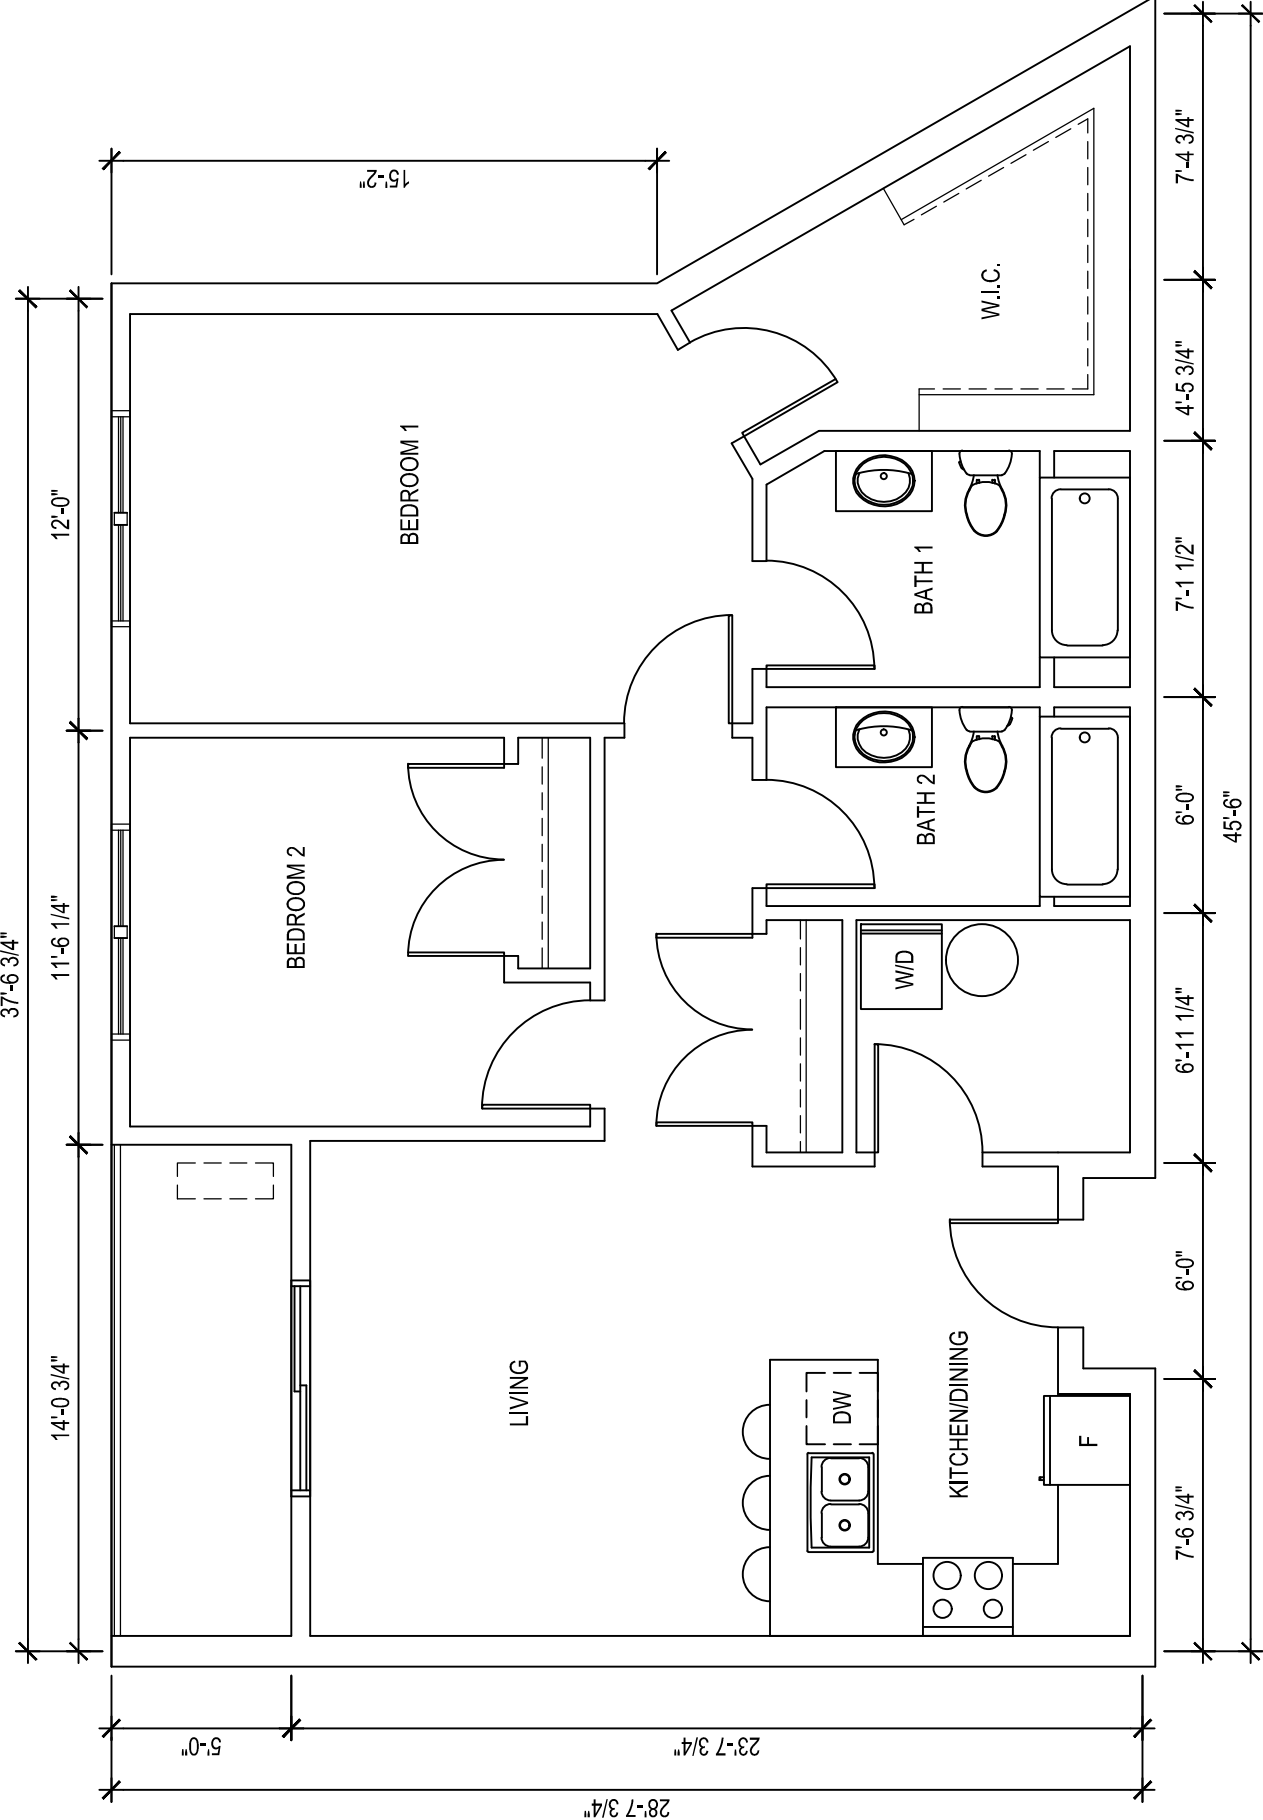 15'-2"
37'-6 3/4"
12'-0"
11'-6 1/4"
14'-0 3/4"
BEDROOM 1
BEDROOM 2
W.I.C.
BATH 1
BATH 2
W/D
LIVING
DW
KITCHEN/DINING
F
7'-4 3/4"
4'-5 3/4"
7'-1 1/2"
6'-0"
6'-11 1/4"
6'-0"
7'-6 3/4"
45'-6"
5'-0"
23'-7 3/4"
28'-7 3/4"